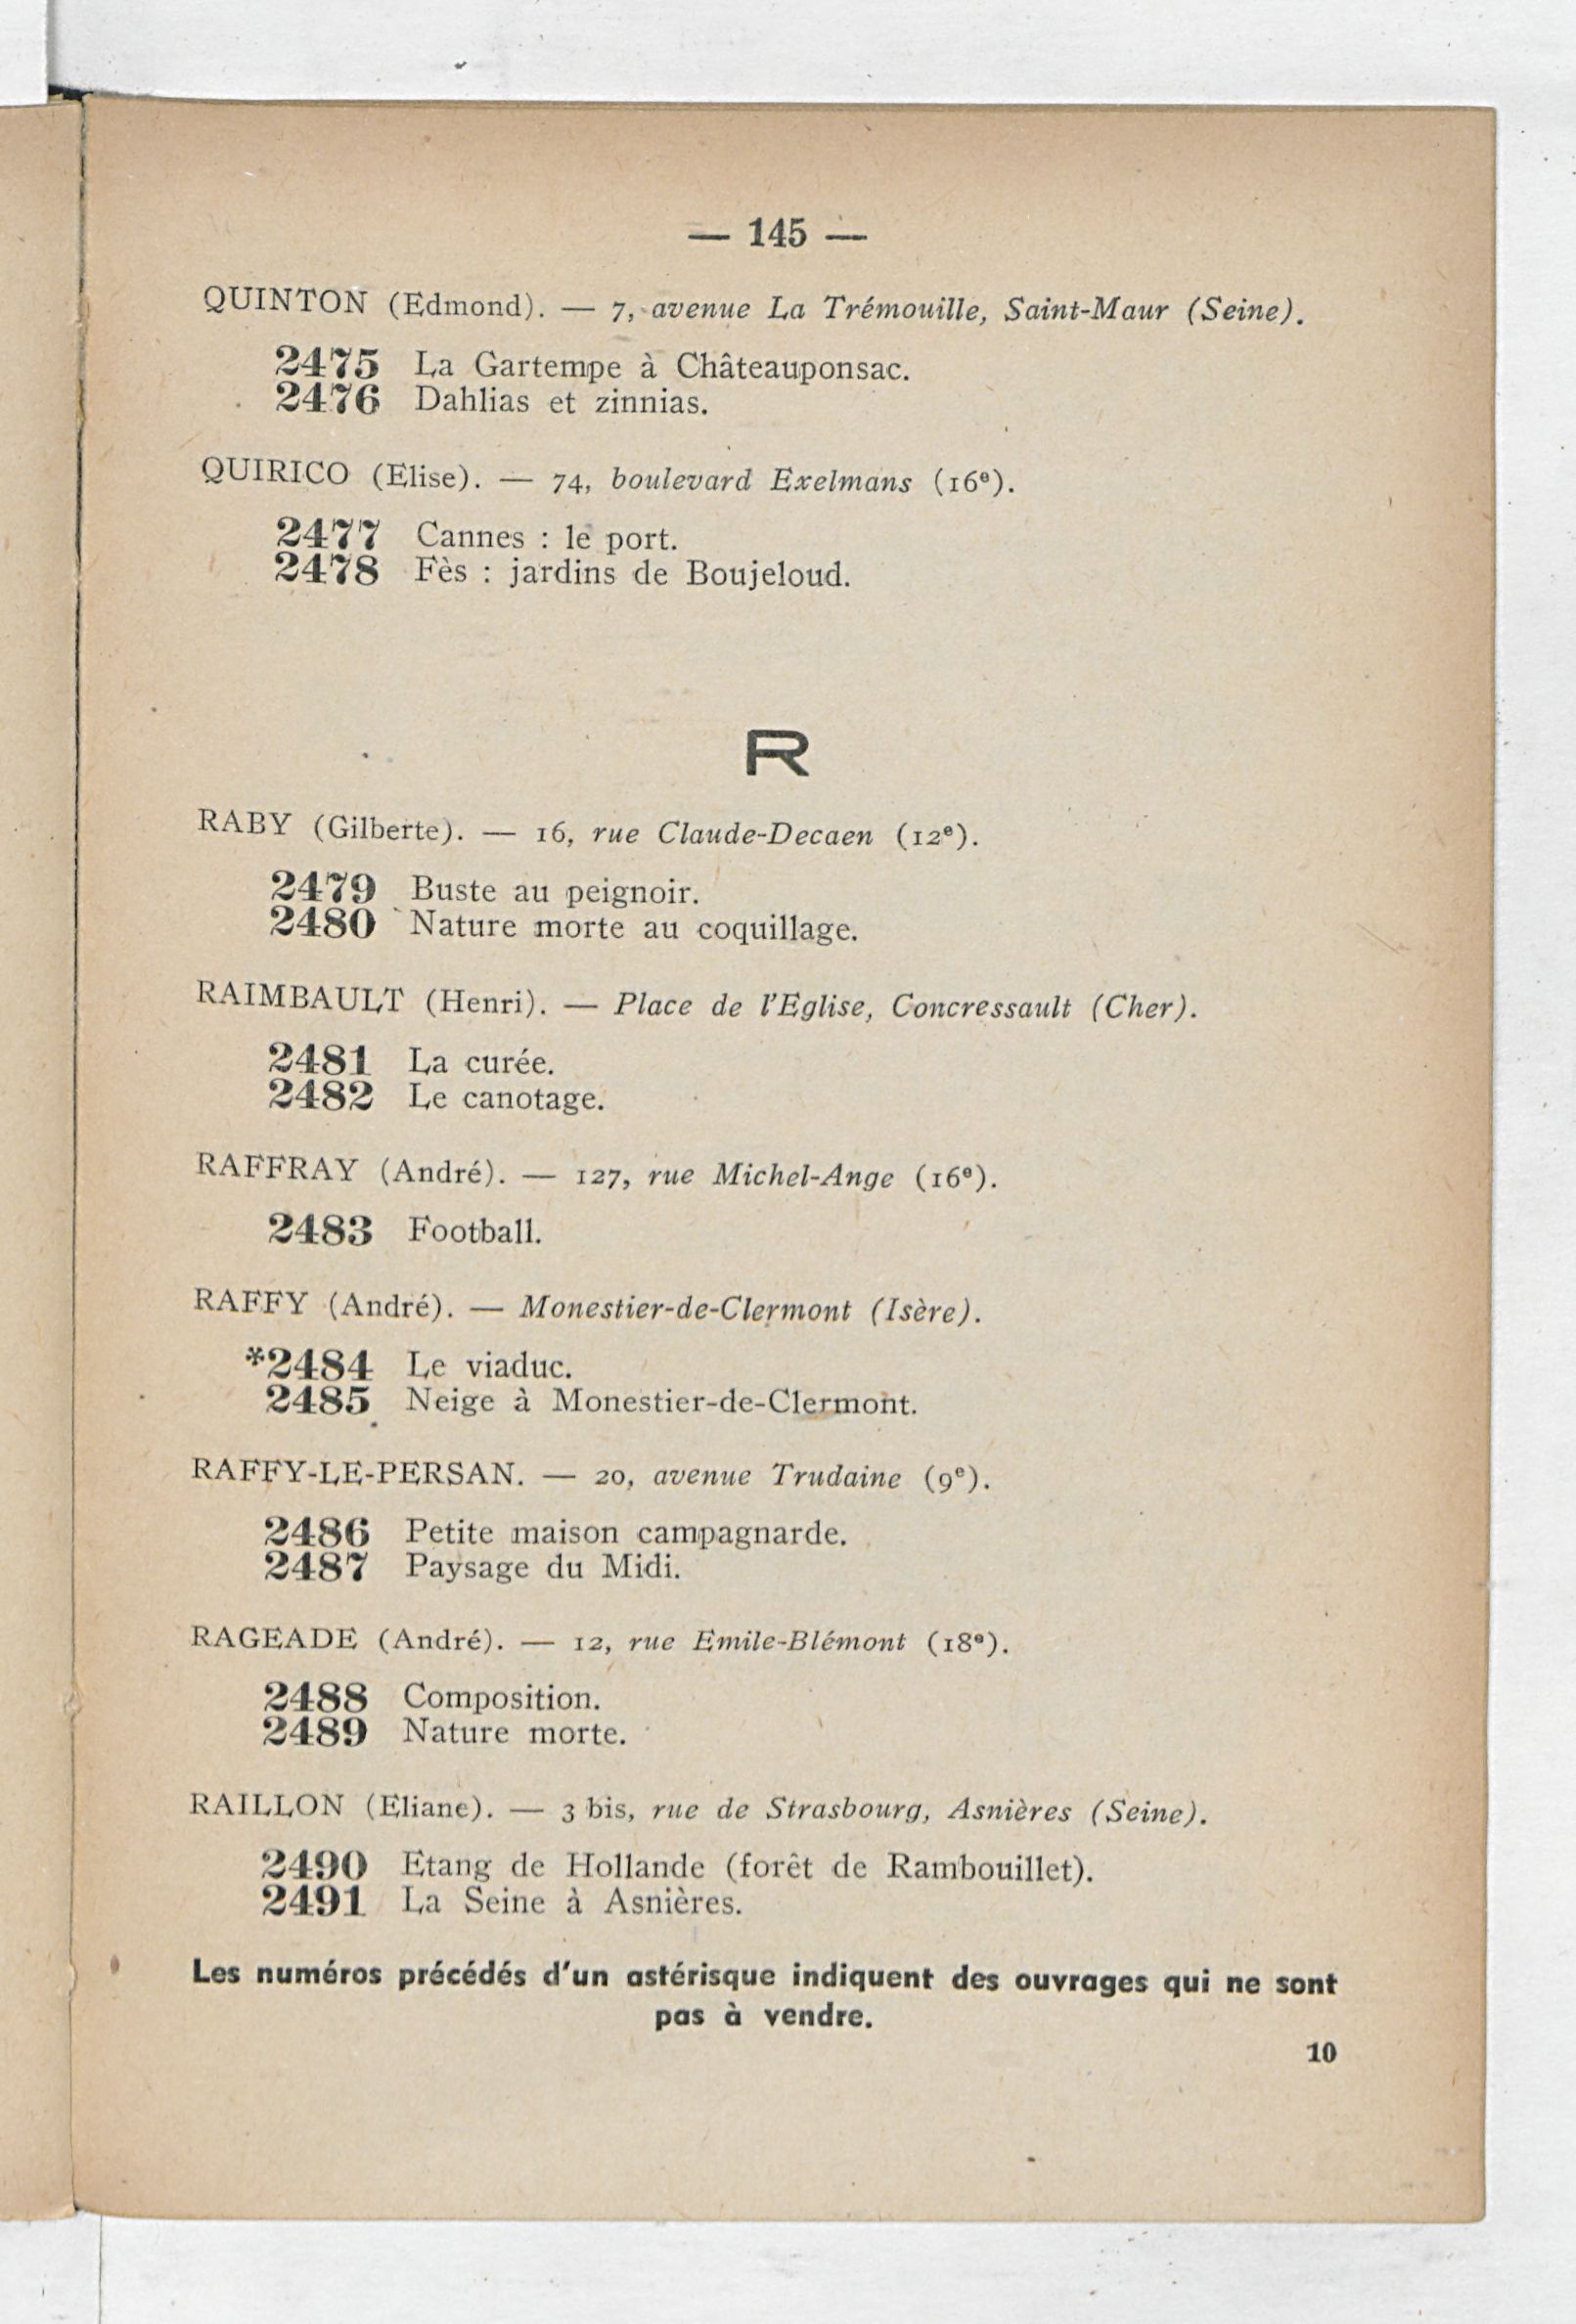 — 145 —
QUINTON (Edmond). — 7, avenue La Trémouille, Saint-Maur (Seine).
2475 La Gartempe à Châteauponsac.
2476 Dahlias et zinnias.
QUIRICO (Elise). — 74, boulevard Exelmans (16e).
2477 Cannes : le port.
2478 Fès : jardins de Boujeloud.
R
RABY (Gilberte). — 16, rue Claude-Decaen (12e).
2479 Buste au peignoir.
2480 Nature morte au coquillage.
RAIMBAULT (Henri). — Place de l'Eglise, Concressault (Cher).
2481 La curée.
2482 Le canotage.
RAFFRAY (André). — 127, rue Michel-Ange (16e).
2483 Football.
RAFFY (André). — Monestier-de-Clermont (Isère).
*2484 Le viaduc.
2485 Neige à Monestier-de-Clermont.
RAFFY-LE-PERSAN. — 20, avenue Trudaine (9e).
2486 Petite maison campagnarde.
2487 Paysage du Midi.
RAGEADE (André). — 12, rue Emile-Blémont (18e).
2488 Composition.
2489 Nature morte.
RAILLON (Eliane). — 3 bis, rue de Strasbourg, Asnières (Seine).
2490 Etang de Hollande (forêt de Rambouillet).
2491 La Seine à Asnières.
Les numéros précédés d'un astérisque indiquent des ouvrages qui ne sont
pas à vendre.
10